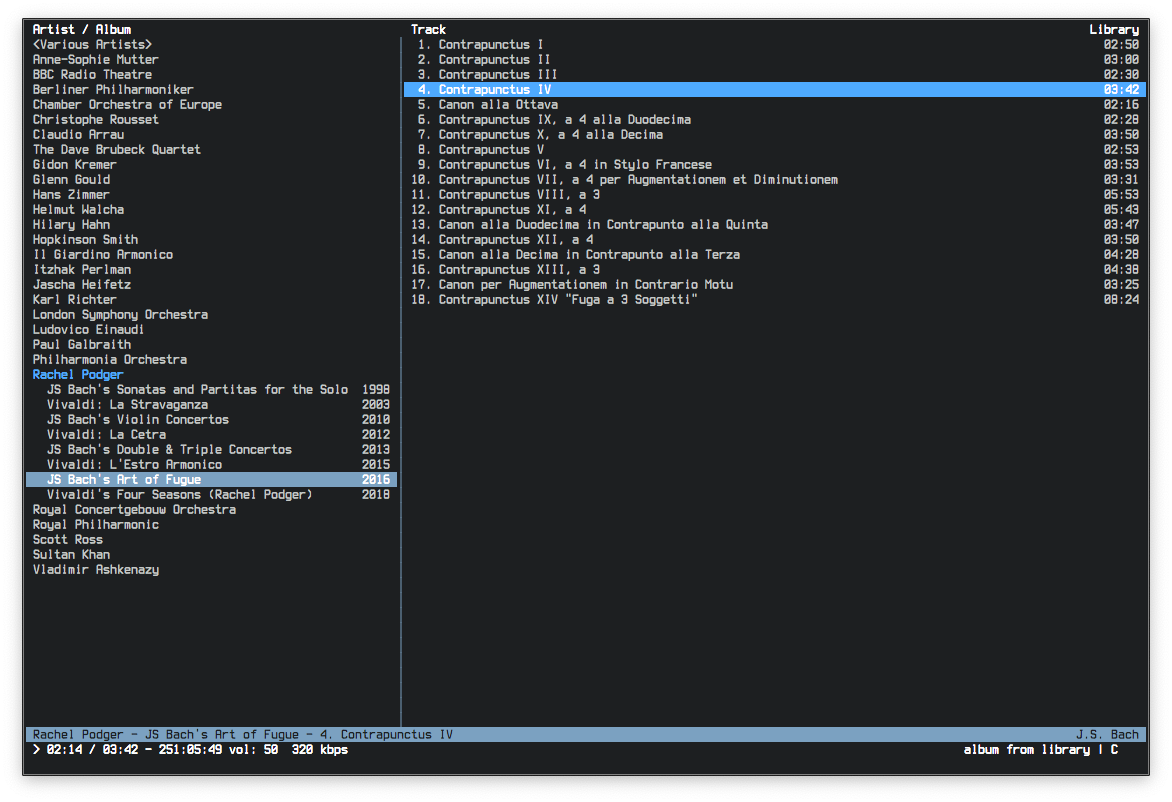 Artist / Album
<Various Artists>
Anne-Sophie Mutter
BBC Radio Theatre
Berliner Philharmoniker
Chamber Orchestra of Europe
Christophe Rousset
Claudio Arrau
The Dave Brubeck Quartet
Gidon Kremer
Glenn Gould
Hans Zimmer
Helmut Walcha
Hilary Hahn
Hopkinson Smith
Il Giardino Armonico
Itzhak Perlman
Jascha Heifetz
Karl Richter
London Symphony Orchestra
Ludovico Einaudi
Paul Galbraith
Philharmonia Orchestra
Rachel Podger
JS Bach's Sonatas and Partitas for the Solo 1998
Vivaldi: La Stravaganza 2003
JS Bach's Violin Concertos 2010
Vivaldi: La Cetra 2012
JS Bach's Double & Triple Concertos 2013
Vivaldi: L'Estro Armonico 2015
JS Bach's Art of Fugue 2016
Vivaldi's Four Seasons (Rachel Podger) 2018
Royal Concertgebouw Orchestra
Royal Philharmonic
Scott Ross
Sultan Khan
Vladimir Ashkenazy
Track Library
1. Contrapunctus I 02:50
2. Contrapunctus II 03:00
3. Contrapunctus III 02:30
4. Contrapunctus IV 03:42
5. Canon alla Ottava 02:16
6. Contrapunctus IX, a 4 alla Duodecima 02:28
7. Contrapunctus X, a 4 alla Decima 03:50
8. Contrapunctus V 02:53
9. Contrapunctus VI, a 4 in Stylo Francese 03:53
10. Contrapunctus VII, a 4 per Augmentationem et Diminutionem 03:31
11. Contrapunctus VIII, a 3 05:53
12. Contrapunctus XI, a 4 05:43
13. Canon alla Duodecima in Contrapunto alla Quinta 03:47
14. Contrapunctus XII, a 4 03:50
15. Canon alla Decima in Contrapunto alla Terza 04:28
16. Contrapunctus XIII, a 3 04:38
17. Canon per Augmentationem in Contrario Motu 03:25
18. Contrapunctus XIV "Fuga a 3 Soggetti" 08:24
Rachel Podger - JS Bach's Art of Fugue - 4. Contrapunctus IV J.S. Bach
> 02:14 / 03:42 - 251:05:49 vol: 50 320 kbps album from library | C